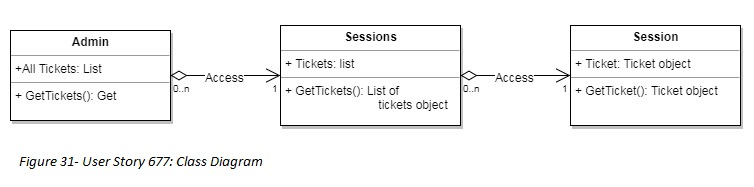 Admin
+All Tickets: List
+ GetTickets(): Get
0..n
Access
1
Sessions
+ Tickets: list
+ GetTickets(): List of
tickets object
0..n
Access
1
Session
+ Ticket: Ticket object
+ GetTicket(): Ticket object
Figure 31- User Story 677: Class Diagram